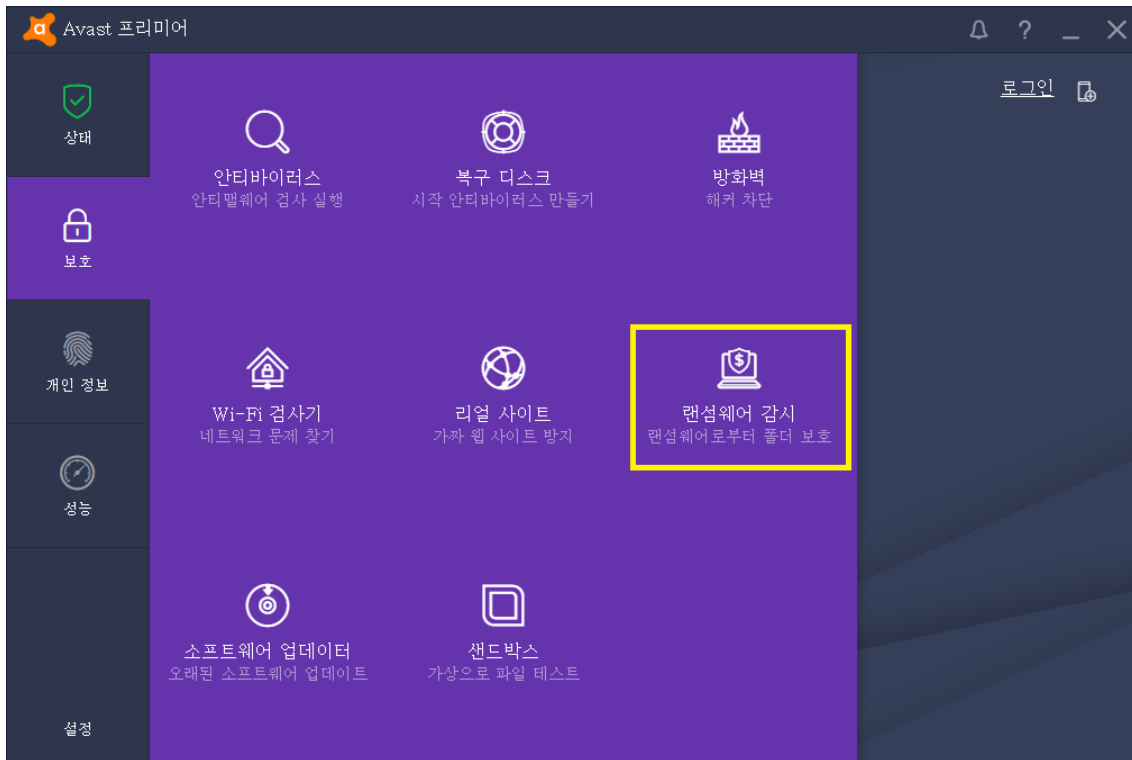 Avast 프리미어
로그인
상태
보호
개인 정보
성능
설정
안티바이러스
안티맬웨어 검사 실행
복구 디스크
시작 안티바이러스 만들기
방화벽
해커 차단
Wi-Fi 검사기
네트워크 문제 찾기
리얼 사이트
가짜 웹 사이트 방지
랜섬웨어 감시
랜섬웨어로부터 폴더 보호
소프트웨어 업데이터
오래된 소프트웨어 업데이트
샌드박스
가상으로 파일 테스트